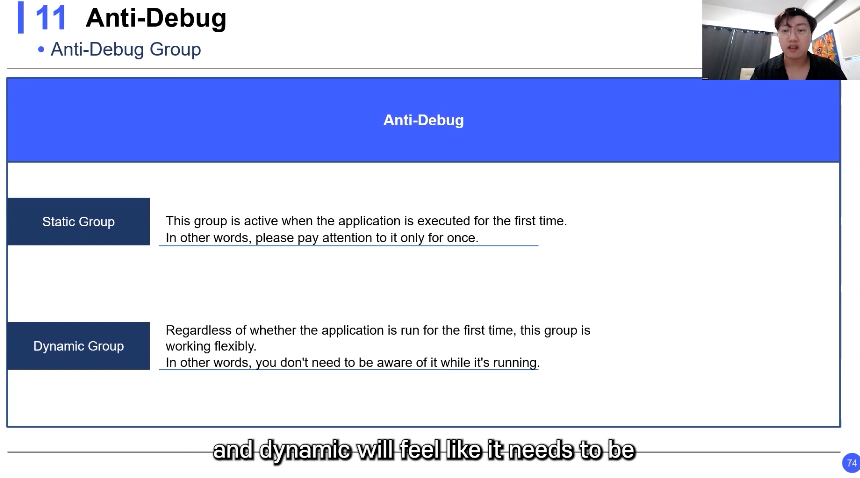 11 Anti-Debug
• Anti-Debug Group
Anti-Debug
Static Group
This group is active when the application is executed for the first time.
In other words, please pay attention to it only for once.
Dynamic Group
Regardless of whether the application is run for the first time, this group is
working flexibly.
In other words, you don't need to be aware of it while it's running.
and dynamic will feel like it needs to be
74